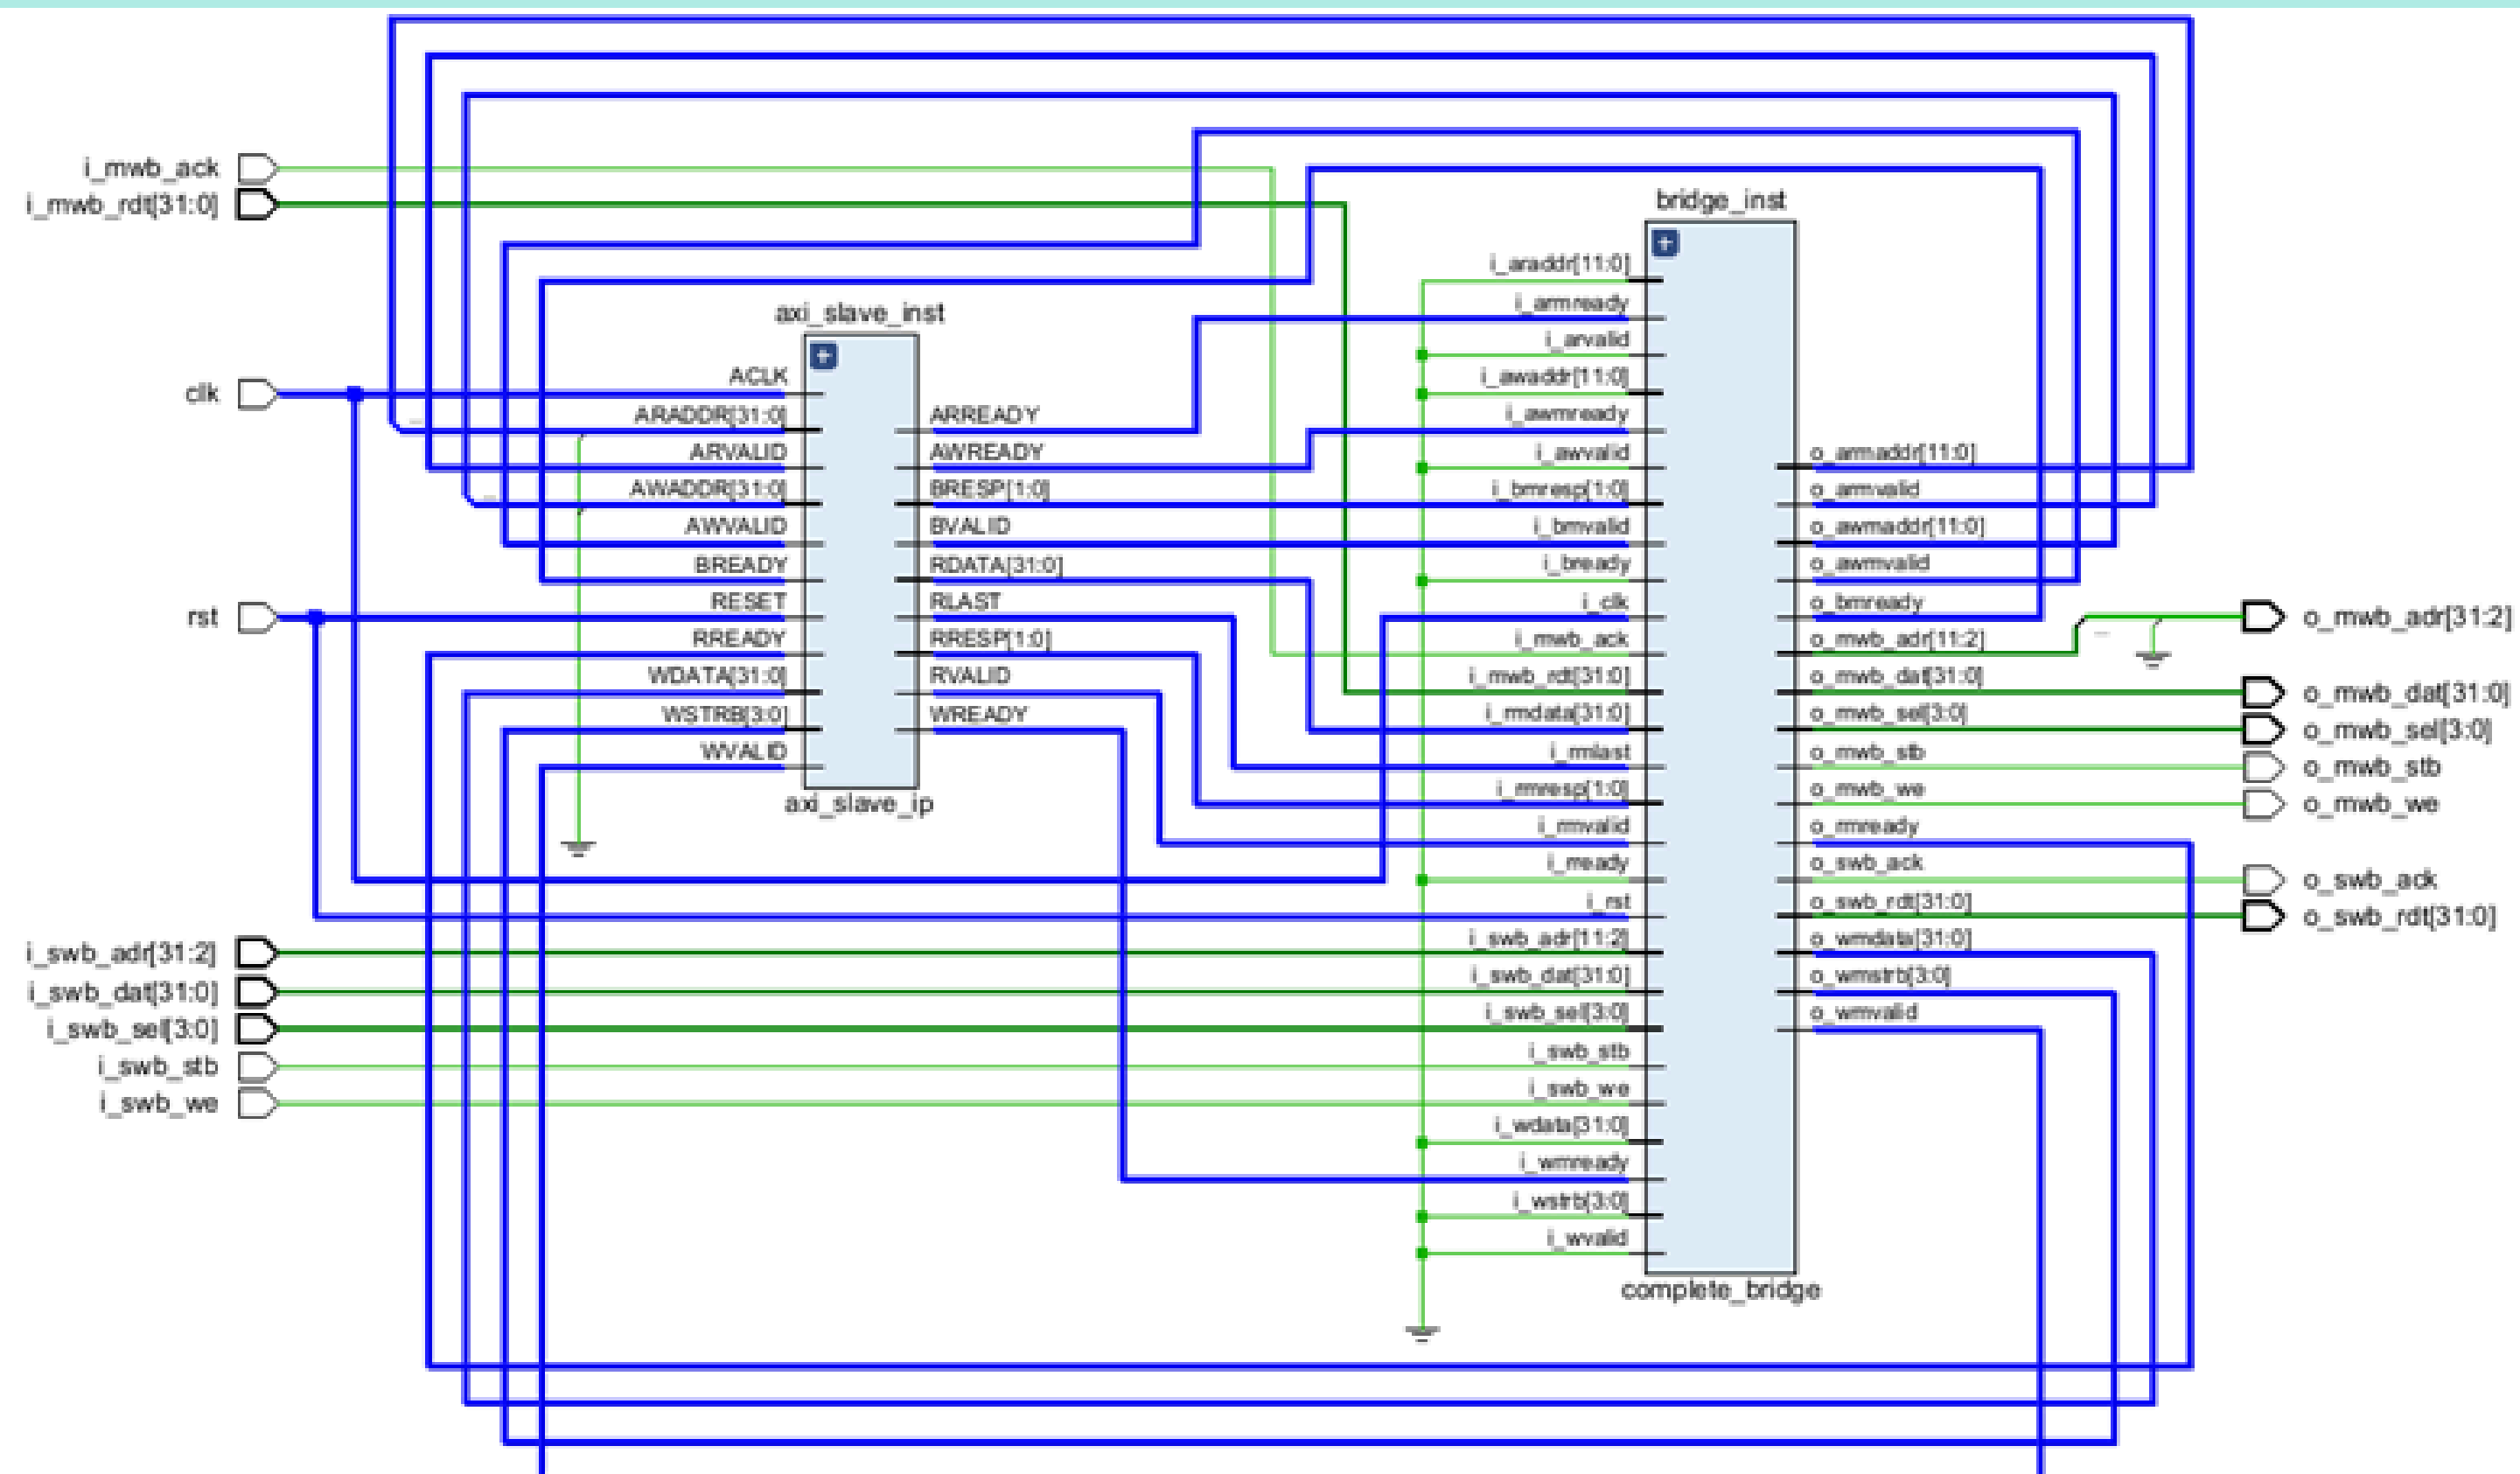 i_mwb_ack
i_mwb_rdt[31:0]
clk
rst
i_swb_adr[31:2]
i_swb_dat[31:0]
i_swb_sel[3:0]
i_swb_stb
i_swb_we
axi_slave_inst
ACLK
ARADDR[31:0]
ARVALID
AWADDR[31:0]
AWVALID
BREADY
RESET
RREADY
WDATA[31:0]
WSTRB[3:0]
WVALID
ARREADY
AWREADY
BRESP[1:0]
BVALID
RDATA[31:0]
RLAST
RRESP[1:0]
RVALID
WREADY
axi_slave_ip
bridge_inst
i_araddr[11:0]
i_armready
i_arvalid
i_awaddr[11:0]
i_awmready
i_awvalid
i_bmresp[1:0]
i_bmvalid
i_bready
i_clk
i_mwb_ack
i_mwb_rdt[31:0]
i_rmdata[31:0]
i_rmlast
i_rmresp[1:0]
i_rmvalid
i_rready
i_rst
i_swb_adr[11:2]
i_swb_dat[31:0]
i_swb_sel[3:0]
i_swb_stb
i_swb_we
i_wdata[31:0]
i_wmready
i_wstrb[3:0]
i_wvalid
o_armaddr[11:0]
o_armvalid
o_awmaddr[11:0]
o_awmvalid
o_bmready
o_mwb_adr[11:2]
o_mwb_dat[31:0]
o_mwb_sel[3:0]
o_mwb_stb
o_mwb_we
o_rmready
o_swb_ack
o_swb_rdt[31:0]
o_wmdata[31:0]
o_wmstrb[3:0]
o_wmvalid
complete_bridge
o_mwb_adr[31:2]
o_mwb_dat[31:0]
o_mwb_sel[3:0]
o_mwb_stb
o_mwb_we
o_swb_ack
o_swb_rdt[31:0]